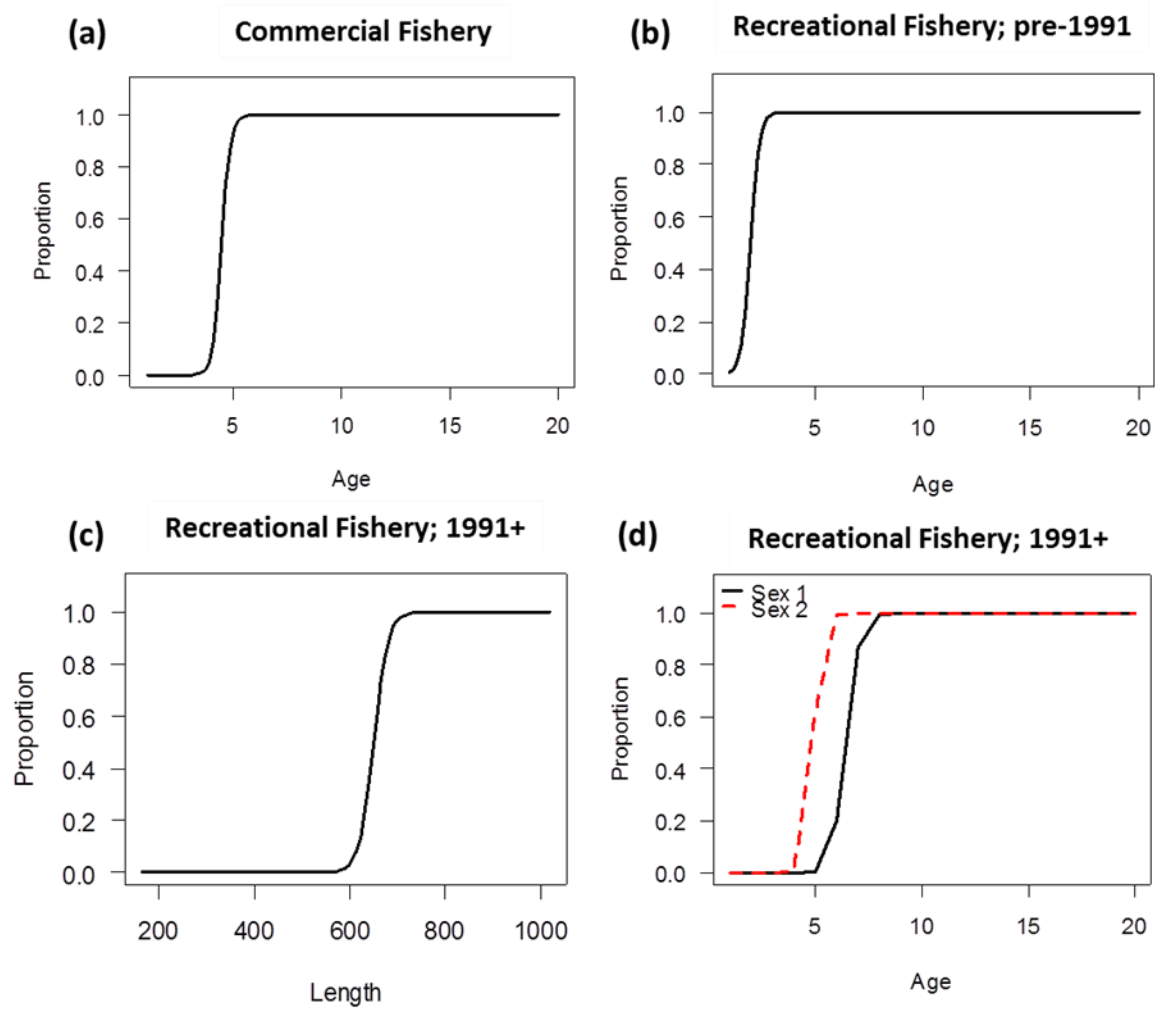 (a) Commercial Fishery
Proportion
1.0
0.8
0.6
0.4
0.2
0.0
5 10 15 20
Age
(b) Recreational Fishery; pre-1991
Proportion
1.0
0.8
0.6
0.4
0.2
0.0
5 10 15 20
Age
(c) Recreational Fishery; 1991+
Proportion
1.0
0.8
0.6
0.4
0.2
0.0
200 400 600 800 1000
Length
(d) Recreational Fishery; 1991+
Sex 1
Sex 2
Proportion
1.0
0.8
0.6
0.4
0.2
0.0
5 10 15 20
Age